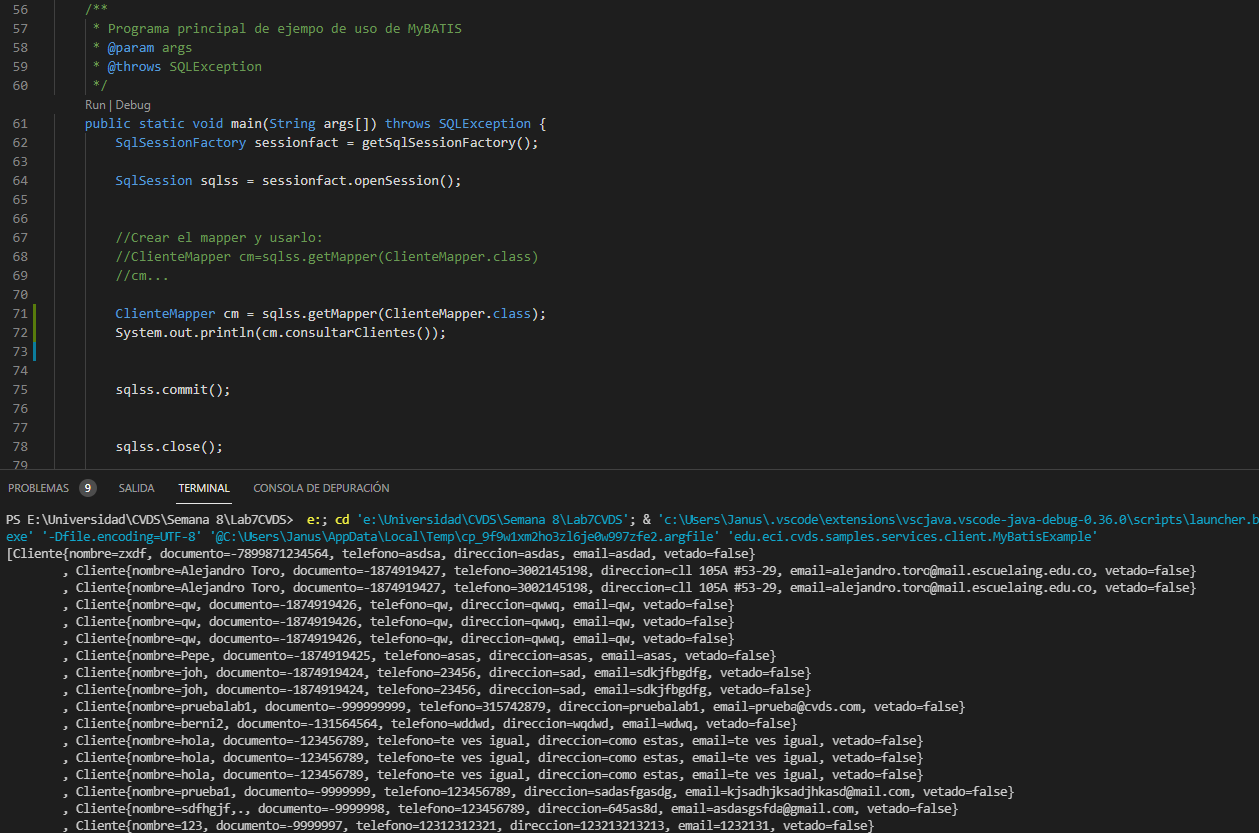 56 /**
57 * Programa principal de ejempo de uso de MyBATIS
58 * @param args
59 * @throws SQLException
60 */
Run | Debug
61 public static void main(String args[]) throws SQLException {
62 SqlSessionFactory sessionfact = getSqlSessionFactory();
63
64 SqlSession sqlss = sessionfact.openSession();
65
66
67 //Crear el mapper y usarlo:
68 //ClienteMapper cm=sqlss.getMapper(ClienteMapper.class)
69 //cm...
70
71 ClienteMapper cm = sqlss.getMapper(ClienteMapper.class);
72 System.out.println(cm.consultarClientes());
73
74
75 sqlss.commit();
76
77
78 sqlss.close();
79
PROBLEMAS 9 SALIDA TERMINAL CONSOLA DE DEPURACIÓN
PS E:\Universidad\CVDS\Semana 8\Lab7CVDS> e:; cd 'e:\Universidad\CVDS\Semana 8\Lab7CVDS'; & 'c:\Users\Janus\.vscode\extensions\vscjava.vscode-java-debug-0.36.0\scripts\launcher.b
exe' '-Dfile.encoding=UTF-8' '@C:\Users\Janus\AppData\Local\Temp\cp_9f9w1xm2ho3zl6je0w997zfe2.argfile' 'edu.eci.cvds.samples.services.client.MyBatisExample'
[Cliente{nombre=zxdf, documento=-7899871234564, telefono=asdsa, direccion=asdas, email=asdad, vetado=false}
, Cliente{nombre=Alejandro Toro, documento=-1874919427, telefono=3002145198, direccion=cll 105A #53-29, email=alejandro.toro@mail.escuelaing.edu.co, vetado=false}
, Cliente{nombre=Alejandro Toro, documento=-1874919427, telefono=3002145198, direccion=cll 105A #53-29, email=alejandro.toro@mail.escuelaing.edu.co, vetado=false}
, Cliente{nombre=qw, documento=-1874919426, telefono=qw, direccion=qwwq, email=qw, vetado=false}
, Cliente{nombre=qw, documento=-1874919426, telefono=qw, direccion=qwwq, email=qw, vetado=false}
, Cliente{nombre=qw, documento=-1874919426, telefono=qw, direccion=qwwq, email=qw, vetado=false}
, Cliente{nombre=Pepe, documento=-1874919425, telefono=asas, direccion=asas, email=asas, vetado=false}
, Cliente{nombre=joh, documento=-1874919424, telefono=23456, direccion=sad, email=sdkjfbgdfg, vetado=false}
, Cliente{nombre=joh, documento=-1874919424, telefono=23456, direccion=sad, email=sdkjfbgdfg, vetado=false}
, Cliente{nombre=pruebalab1, documento=-999999999, telefono=315742879, direccion=pruebalab1, email=prueba@cvds.com, vetado=false}
, Cliente{nombre=berni2, documento=-131564564, telefono=wddwd, direccion=wqdwd, email=wdwq, vetado=false}
, Cliente{nombre=hola, documento=-123456789, telefono=te ves igual, direccion=como estas, email=te ves igual, vetado=false}
, Cliente{nombre=hola, documento=-123456789, telefono=te ves igual, direccion=como estas, email=te ves igual, vetado=false}
, Cliente{nombre=hola, documento=-123456789, telefono=te ves igual, direccion=como estas, email=te ves igual, vetado=false}
, Cliente{nombre=prueba1, documento=-9999999, telefono=123456789, direccion=sadasfgasdg, email=kjsadhjksadjhkasd@mail.com, vetado=false}
, Cliente{nombre=sdfhgjf,., documento=-9999998, telefono=123456789, direccion=645as8d, email=asdasgsfda@gmail.com, vetado=false}
, Cliente{nombre=123, documento=-9999997, telefono=12312312321, direccion=123213213213, email=1232131, vetado=false}